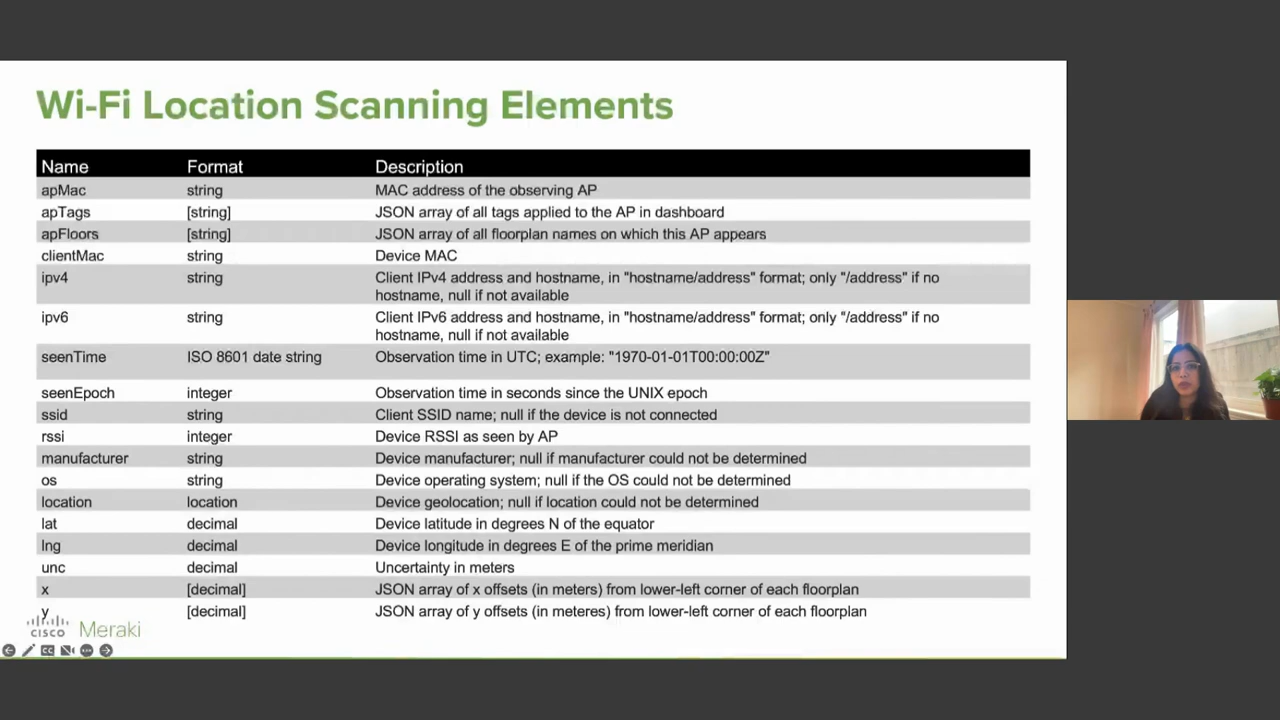 Wi-Fi Location Scanning Elements
Name Format Description
apMac string MAC address of the observing AP
apTags [string] JSON array of all tags applied to the AP in dashboard
apFloors [string] JSON array of all floorplan names on which this AP appears
clientMac string Device MAC
ipv4 string Client IPv4 address and hostname, in "hostname/address" format; only "/address" if no
hostname, null if not available
ipv6 string Client IPv6 address and hostname, in "hostname/address" format; only "/address" if no
hostname, null if not available
seenTime ISO 8601 date string Observation time in UTC; example: "1970-01-01T00:00:00Z"
seenEpoch integer Observation time in seconds since the UNIX epoch
ssid string Client SSID name; null if the device is not connected
rssi integer Device RSSI as seen by AP
manufacturer string Device manufacturer; null if manufacturer could not be determined
os string Device operating system; null if the OS could not be determined
location location Device geolocation; null if location could not be determined
lat decimal Device latitude in degrees N of the equator
lng decimal Device longitude in degrees E of the prime meridian
unc decimal Uncertainty in meters
x [decimal] JSON array of x offsets (in meters) from lower-left corner of each floorplan
y [decimal] JSON array of y offsets (in meteres) from lower-left corner of each floorplan
CISCO Meraki
CC